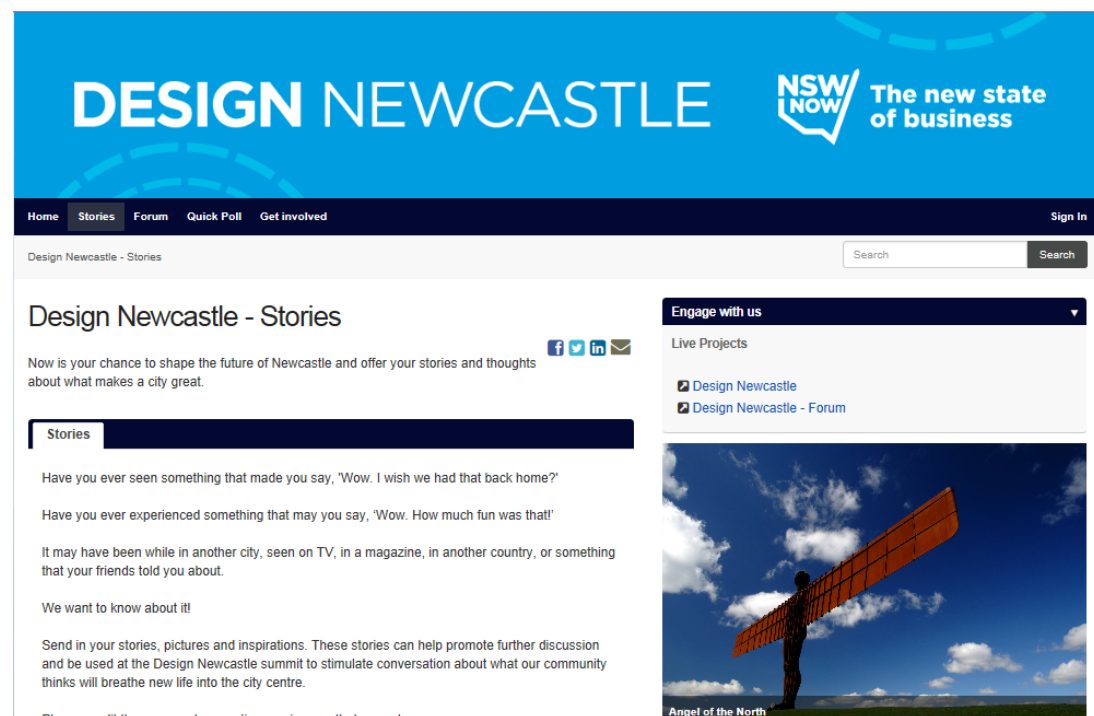 DESIGN NEWCASTLE
NSW
NOW
The new state
of business
Home Stories Forum Quick Poll Get involved Sign In
Design Newcastle - Stories
Search Search
Design Newcastle - Stories
Now is your chance to shape the future of Newcastle and offer your stories and thoughts
about what makes a city great.
Stories
Have you ever seen something that made you say, 'Wow. I wish we had that back home?'
Have you ever experienced something that may you say, ‘Wow. How much fun was that!’
It may have been while in another city, seen on TV, in a magazine, in another country, or something
that your friends told you about.
We want to know about it!
Send in your stories, pictures and inspirations. These stories can help promote further discussion
and be used at the Design Newcastle summit to stimulate conversation about what our community
thinks will breathe new life into the city centre.
Engage with us
Live Projects
Design Newcastle
Design Newcastle - Forum
Angel of the North